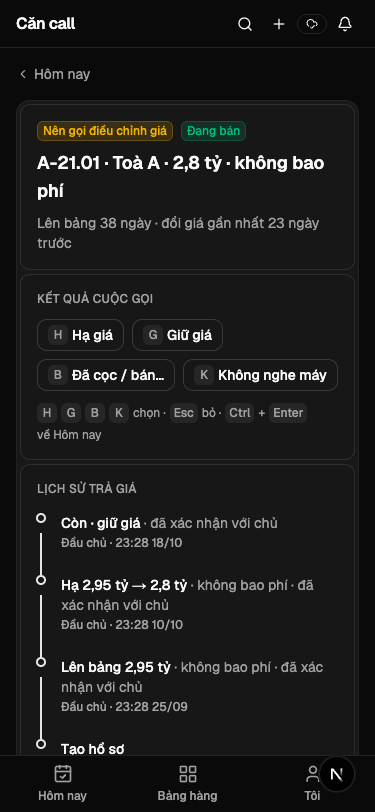 Căn call
Hôm nay
Nên gọi điều chỉnh giá
Đang bán
A-21.01 · Toà A · 2,8 tỷ · không bao
phí
Lên bảng 38 ngày · đổi giá gần nhất 23 ngày
trước
KẾT QUẢ CUỘC GỌI
H Hạ giá
G Giữ giá
B Đã cọc / bán...
K Không nghe máy
H G B K chọn · Esc bỏ · Ctrl + Enter
về Hôm nay
LỊCH SỬ TRẢ GIÁ
Còn · giữ giá · đã xác nhận với chủ
Đầu chủ · 23:28 18/10
Hạ 2,95 tỷ → 2,8 tỷ · không bao phí · đã
xác nhận với chủ
Đầu chủ · 23:28 10/10
Lên bảng 2,95 tỷ · không bao phí · đã xác
nhận với chủ
Đầu chủ · 23:28 25/09
Tạo hồ sơ
Hôm nay
Bảng hàng
Tôi
N